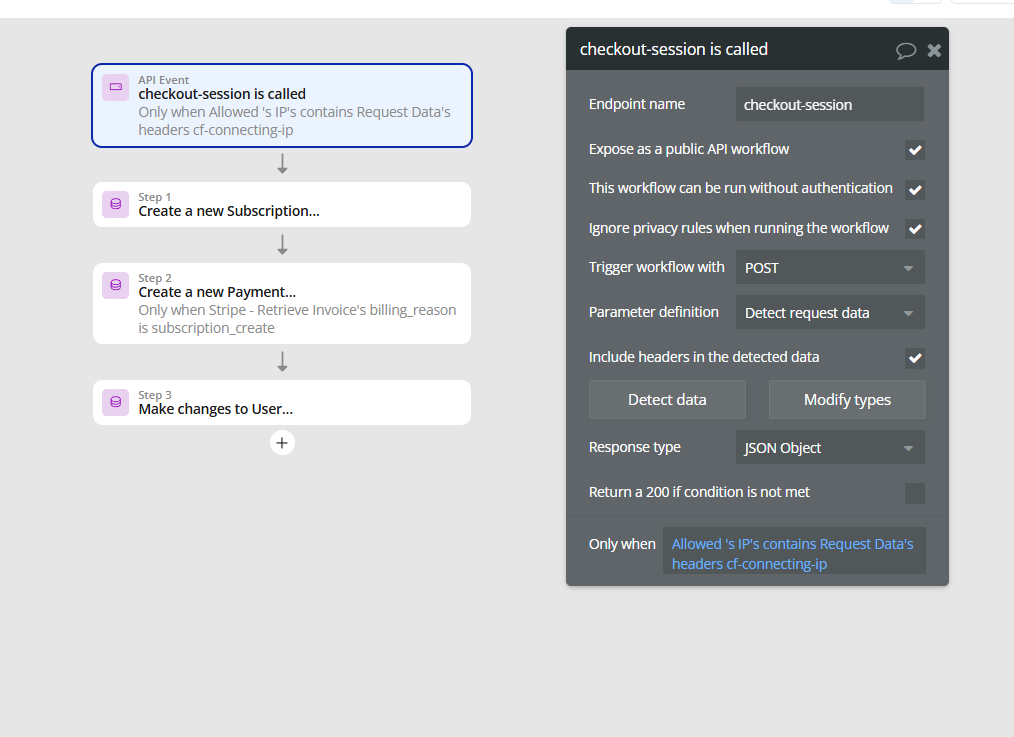 API Event
checkout-session is called
Only when Allowed 's IP's contains Request Data's
headers cf-connecting-ip
Step 1
Create a new Subscription...
Step 2
Create a new Payment...
Only when Stripe - Retrieve Invoice's billing_reason
is subscription_create
Step 3
Make changes to User...
checkout-session is called
Endpoint name checkout-session
Expose as a public API workflow
This workflow can be run without authentication
Ignore privacy rules when running the workflow
Trigger workflow with POST
Parameter definition Detect request data
Include headers in the detected data
Detect data Modify types
Response type JSON Object
Return a 200 if condition is not met
Only when Allowed 's IP's contains Request Data's
headers cf-connecting-ip